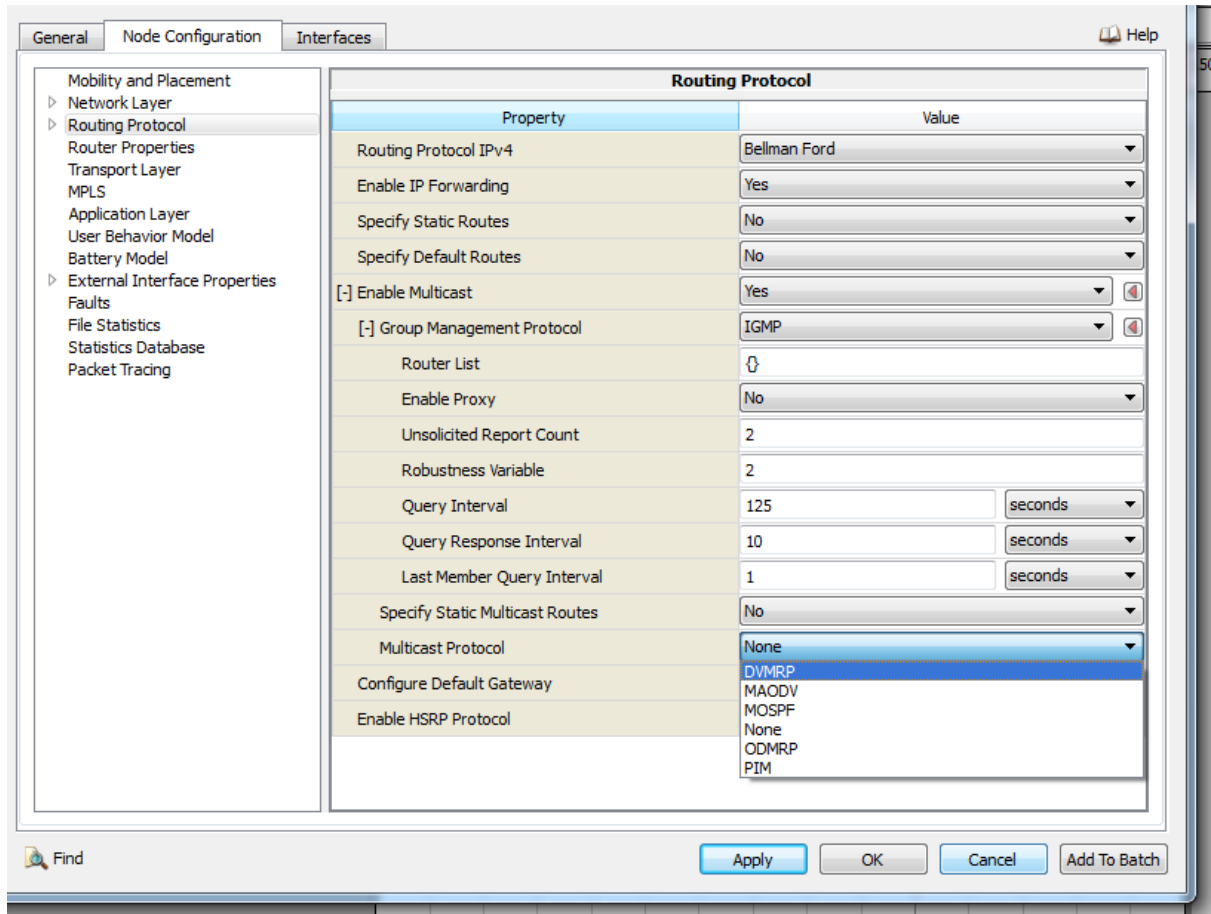 General
Node Configuration
Interfaces
Help
50
Mobility and Placement
Network Layer
Routing Protocol
Router Properties
Transport Layer
MPLS
Application Layer
User Behavior Model
Battery Model
External Interface Properties
Faults
File Statistics
Statistics Database
Packet Tracing
Routing Protocol
Property Value
Routing Protocol IPv4 Bellman Ford
Enable IP Forwarding Yes
Specify Static Routes No
Specify Default Routes No
[-] Enable Multicast Yes
[-] Group Management Protocol IGMP
Router List {}
Enable Proxy No
Unsolicited Report Count 2
Robustness Variable 2
Query Interval 125 seconds
Query Response Interval 10 seconds
Last Member Query Interval 1 seconds
Specify Static Multicast Routes No
Multicast Protocol None
Configure Default Gateway
Enable HSRP Protocol
DVMRP
MAODV
MOSPF
None
ODMRP
PIM
Find
Apply
OK
Cancel
Add To Batch